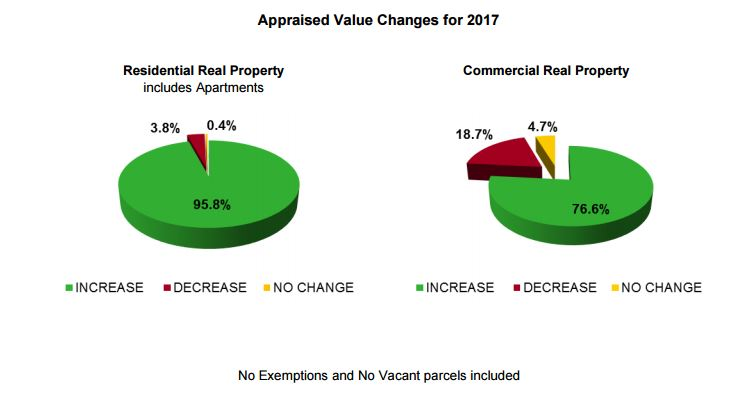 Appraised Value Changes for 2017
Residential Real Property
includes Apartments
3.8%
0.4%
95.8%
INCREASE DECREASE NO CHANGE
Commercial Real Property
18.7%
4.7%
76.6%
INCREASE DECREASE NO CHANGE
No Exemptions and No Vacant parcels included